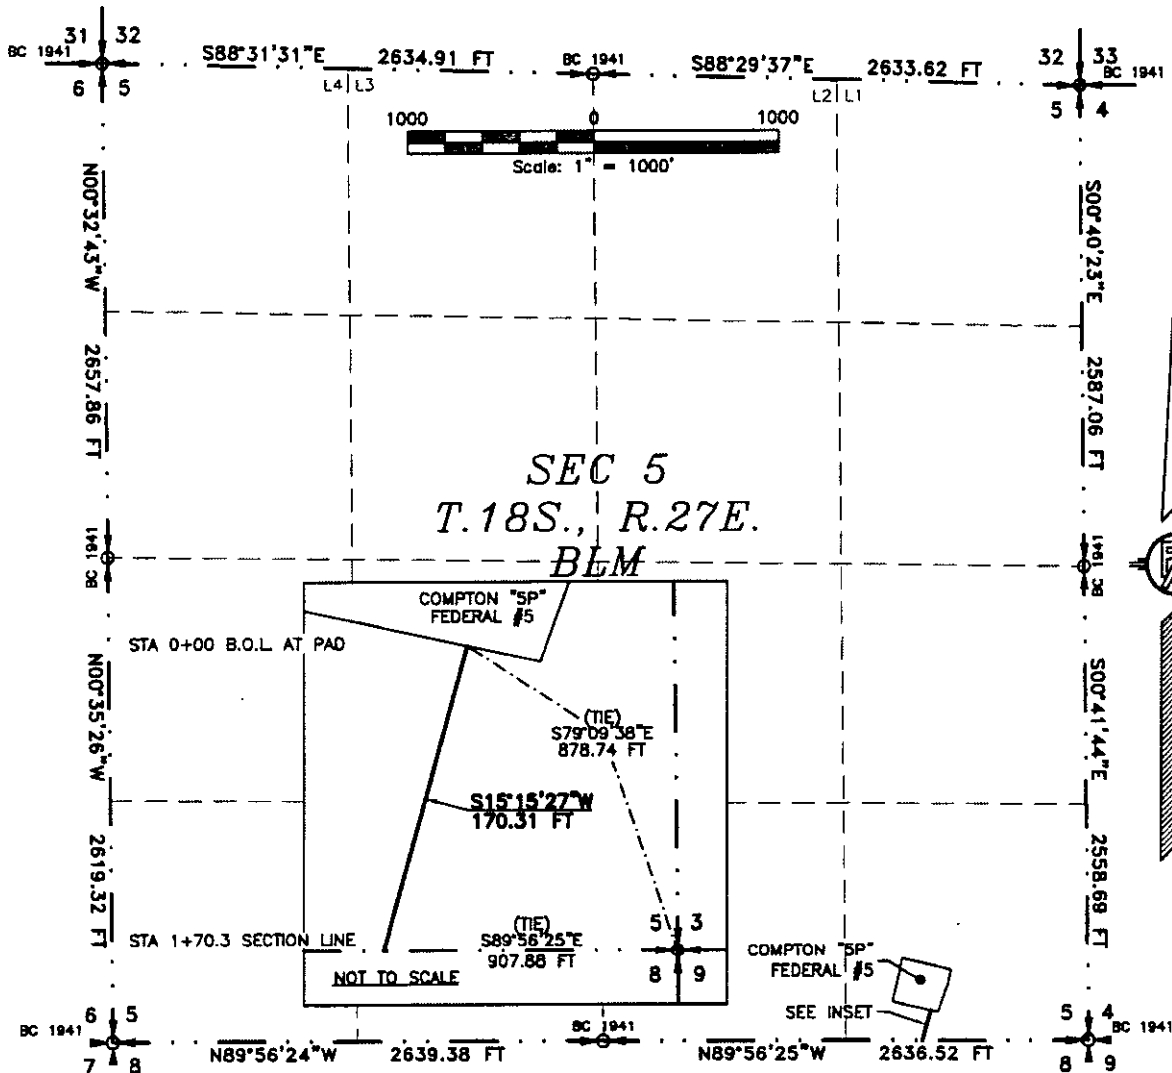 31 32
BC 1941
6 5
S88°31'31"E 2634.91 FT
BC 1941
S88°29'37"E 2633.62 FT
32 33
BC 1941
5 4
L4 L3
L2 L1
1000 0 1000
Scale: 1" = 1000'
N00°32'43"W 2657.86 FT
S00°40'23"E 2587.06 FT
SEC 5
T.18S., R.27E.
BLM
BC 1941
BC 1941
COMPTON "5P"
FEDERAL #5
STA 0+00 B.O.L. AT PAD
(TIE)
S79°09'38"E
878.74 FT
S15°15'27"W
170.31 FT
N00°35'26"W 2619.32 FT
S00°41'44"E 2558.69 FT
STA 1+70.3 SECTION LINE
(TIE)
S89°56'25"E
907.88 FT
5 3
8 9
NOT TO SCALE
COMPTON "5P"
FEDERAL #5
SEE INSET
6 5
BC 1941
7 8
N89°56'24"W 2639.38 FT
BC 1941
N89°56'25"W 2636.52 FT
5 4
BC 1941
8 9